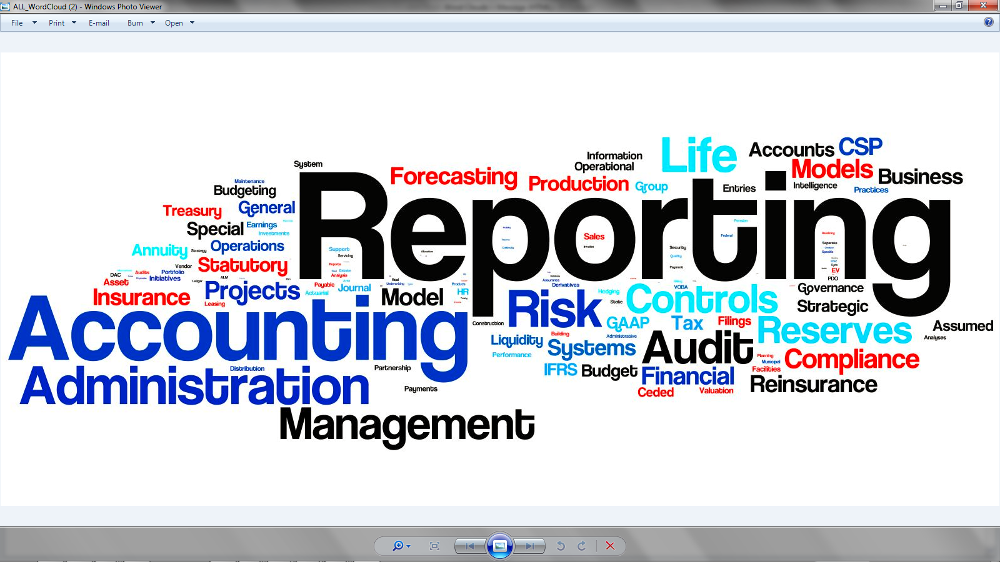 ALL_WordCloud (2) - Windows Photo Viewer
File Print E-mail Burn Open
Life
Accounts CSP
Information
Operational
System
Forecasting
Production
Group
Models
Business
Entries
Intelligence
Practices
Maintenance
Budgeting
Reporting
Treasury
General
Special
Earnings
Investments
Annuity
Strategy
Operations
Statutory
Support
Servicing
Sales
Invoice
Security
Quality
Payment
Pension
Federal
Separate
Specific
Vendor
DAC
Audits
Portfolio
Initiatives
Asset
Ledger
ALM
Reports
Analysis
Allocation
Insurance
Projects
Leasing
Payable
Actuarial
Journal
Real
Underwriting
Model
Product
HR
Assurance
Derivatives
Hedging
State
Risk
Controls
VOBA
EV
PDO
Governance
Strategic
Accounting
Construction
GAAP
Tax
Filings
Reserves
Assumed
Analyses
Building
Administrative
Liquidity
Systems
Performance
Audit
Planning
Municipal
Facilities
Compliance
Administration
Distribution
Partnership
IFRS
Budget
Financial
Reinsurance
Payments
Ceded
Valuation
Management